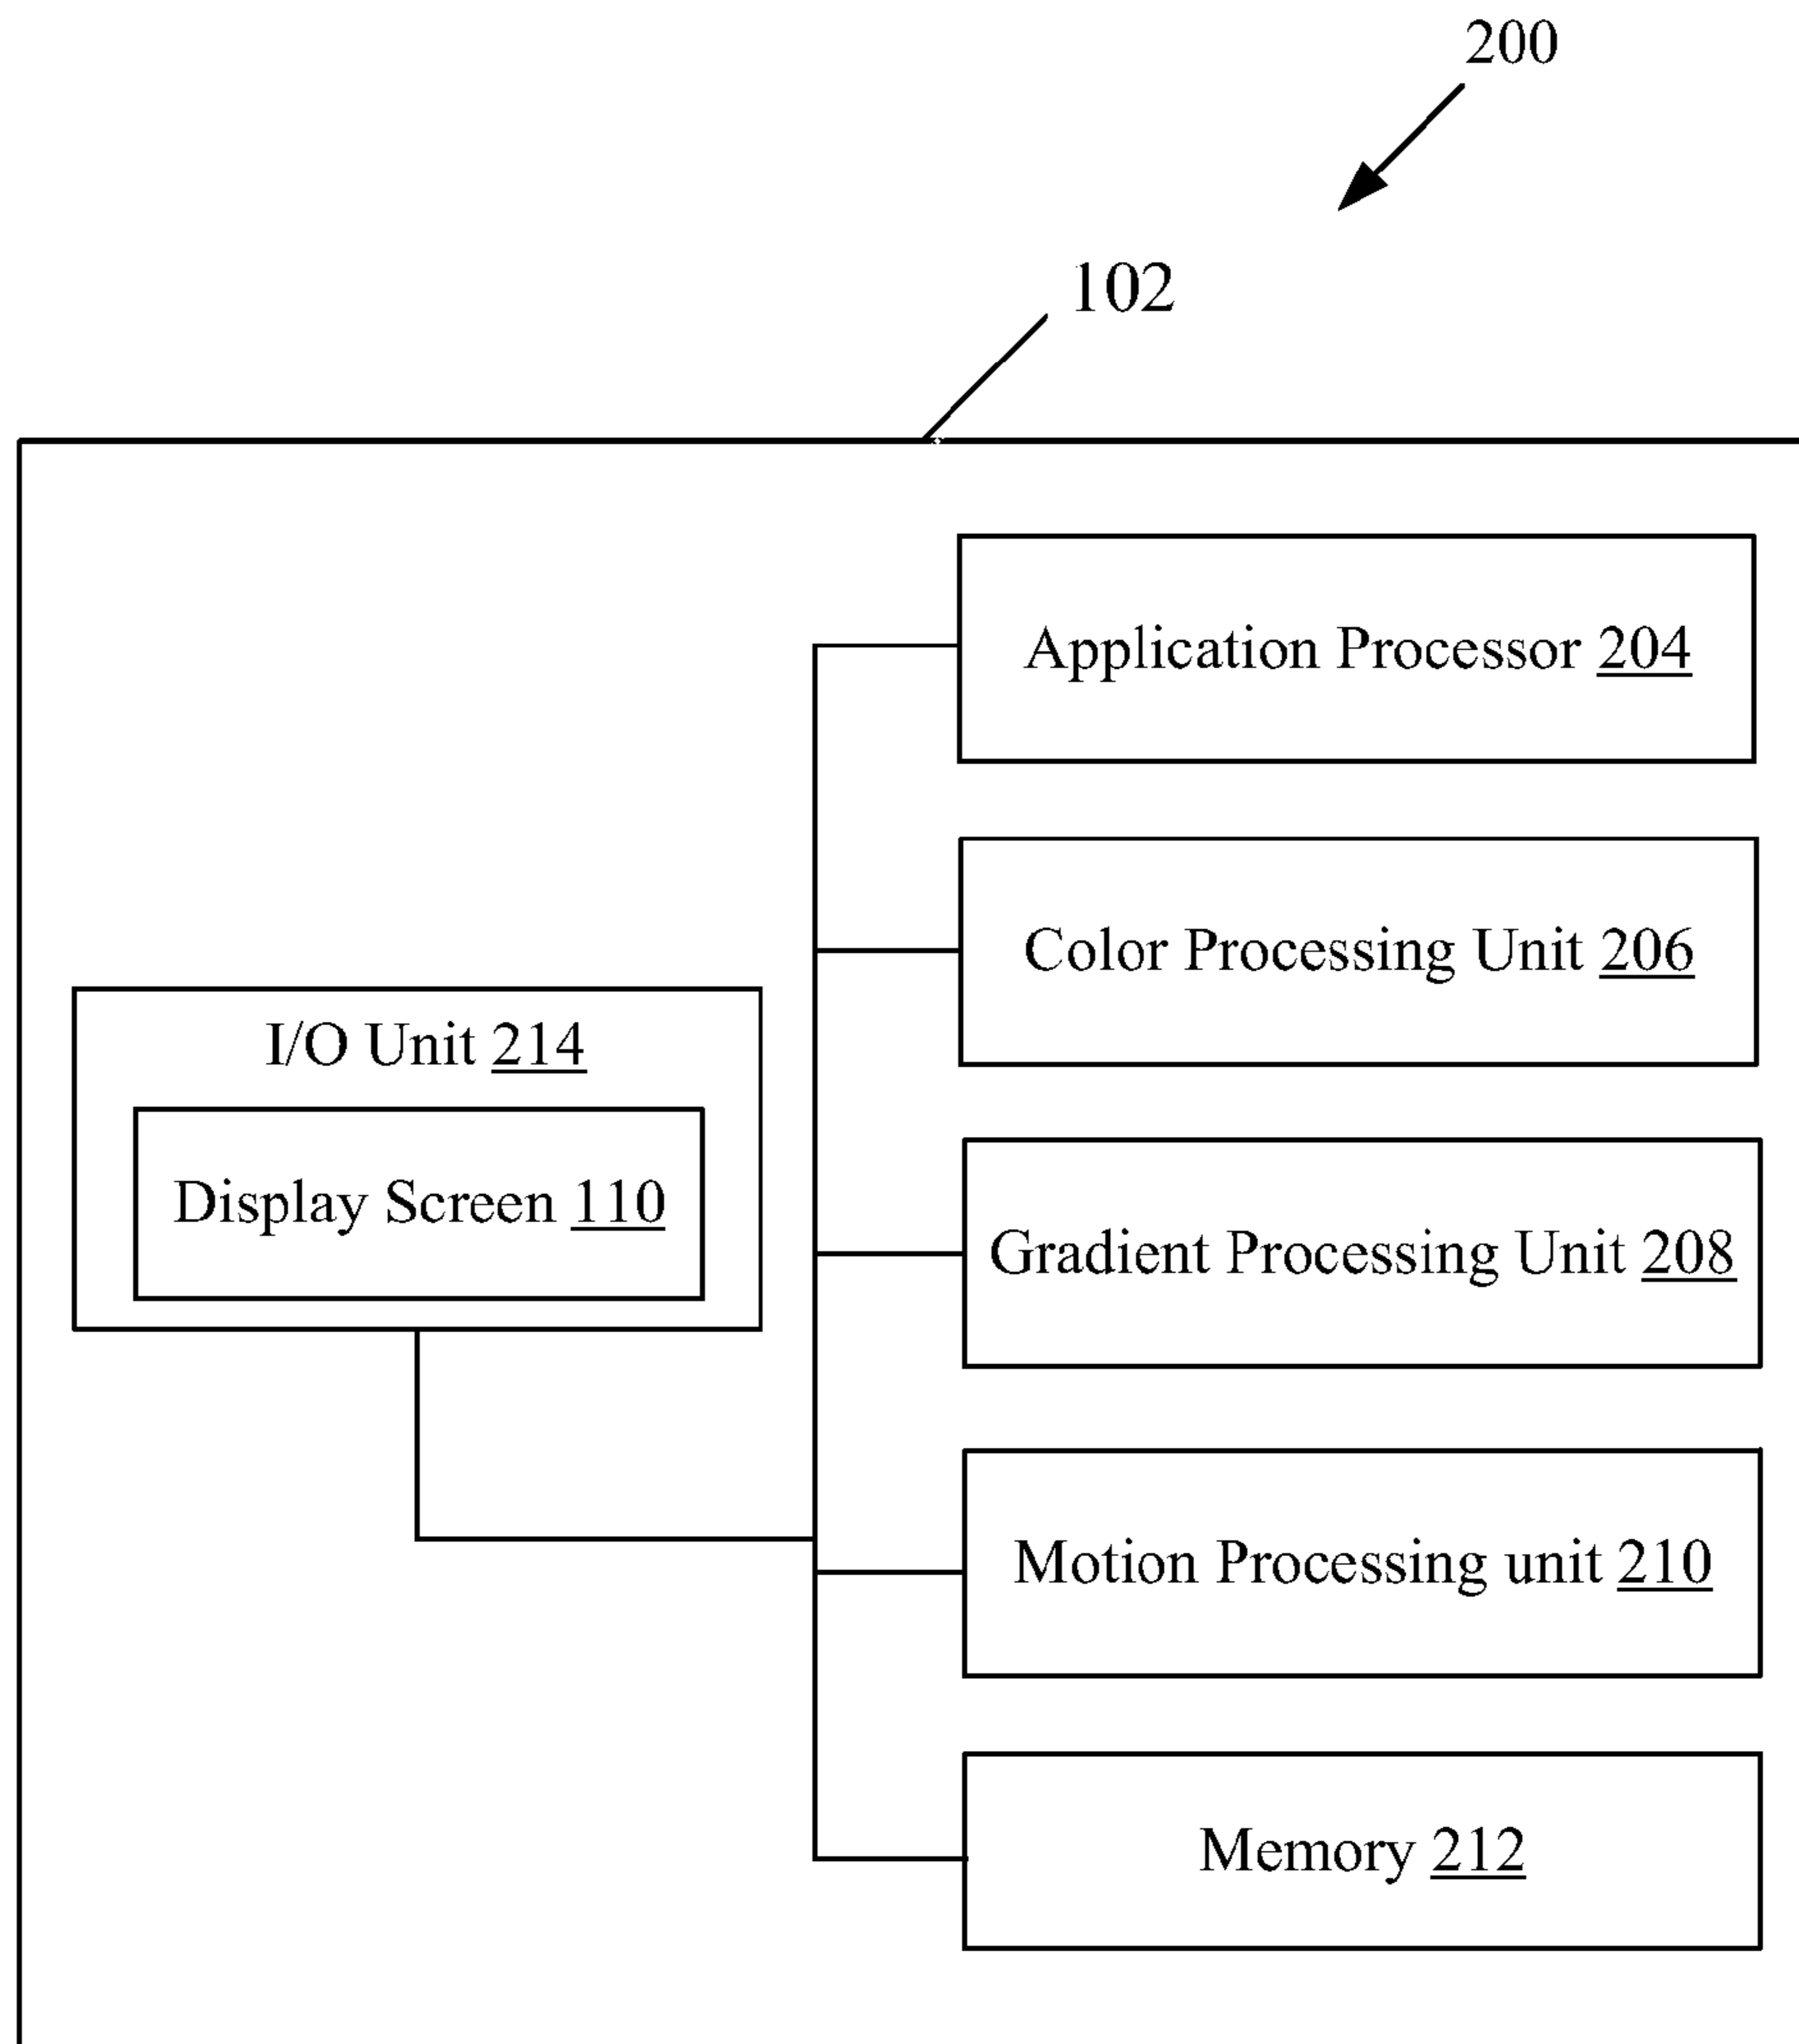 200
102
Application Processor 204
Color Processing Unit 206
I/O Unit 214
Display Screen 110
Gradient Processing Unit 208
Motion Processing unit 210
Memory 212